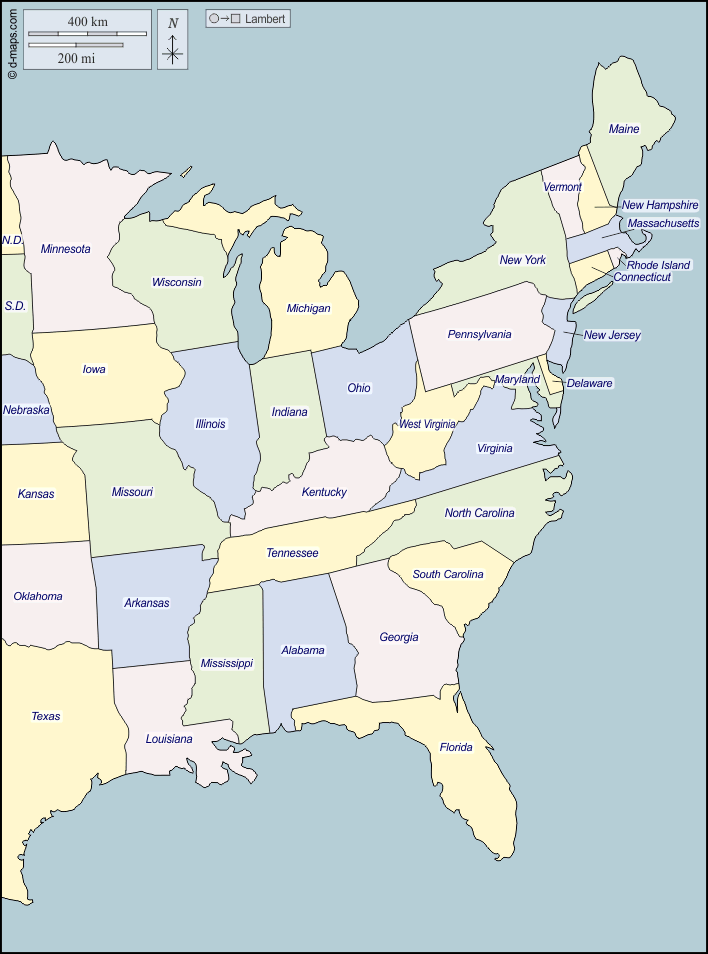 400 km
200 mi
N
Lambert
© d-maps.com
Maine
Vermont
New Hampshire
Massachusetts
N.D.
Minnesota
New York
Rhode Island
Connecticut
Wisconsin
S.D.
Michigan
Pennsylvania
New Jersey
Iowa
Maryland
Delaware
Ohio
Nebraska
Indiana
Illinois
West Virginia
Virginia
Kansas
Missouri
Kentucky
North Carolina
Tennessee
South Carolina
Oklahoma
Arkansas
Georgia
Alabama
Mississippi
Texas
Louisiana
Florida